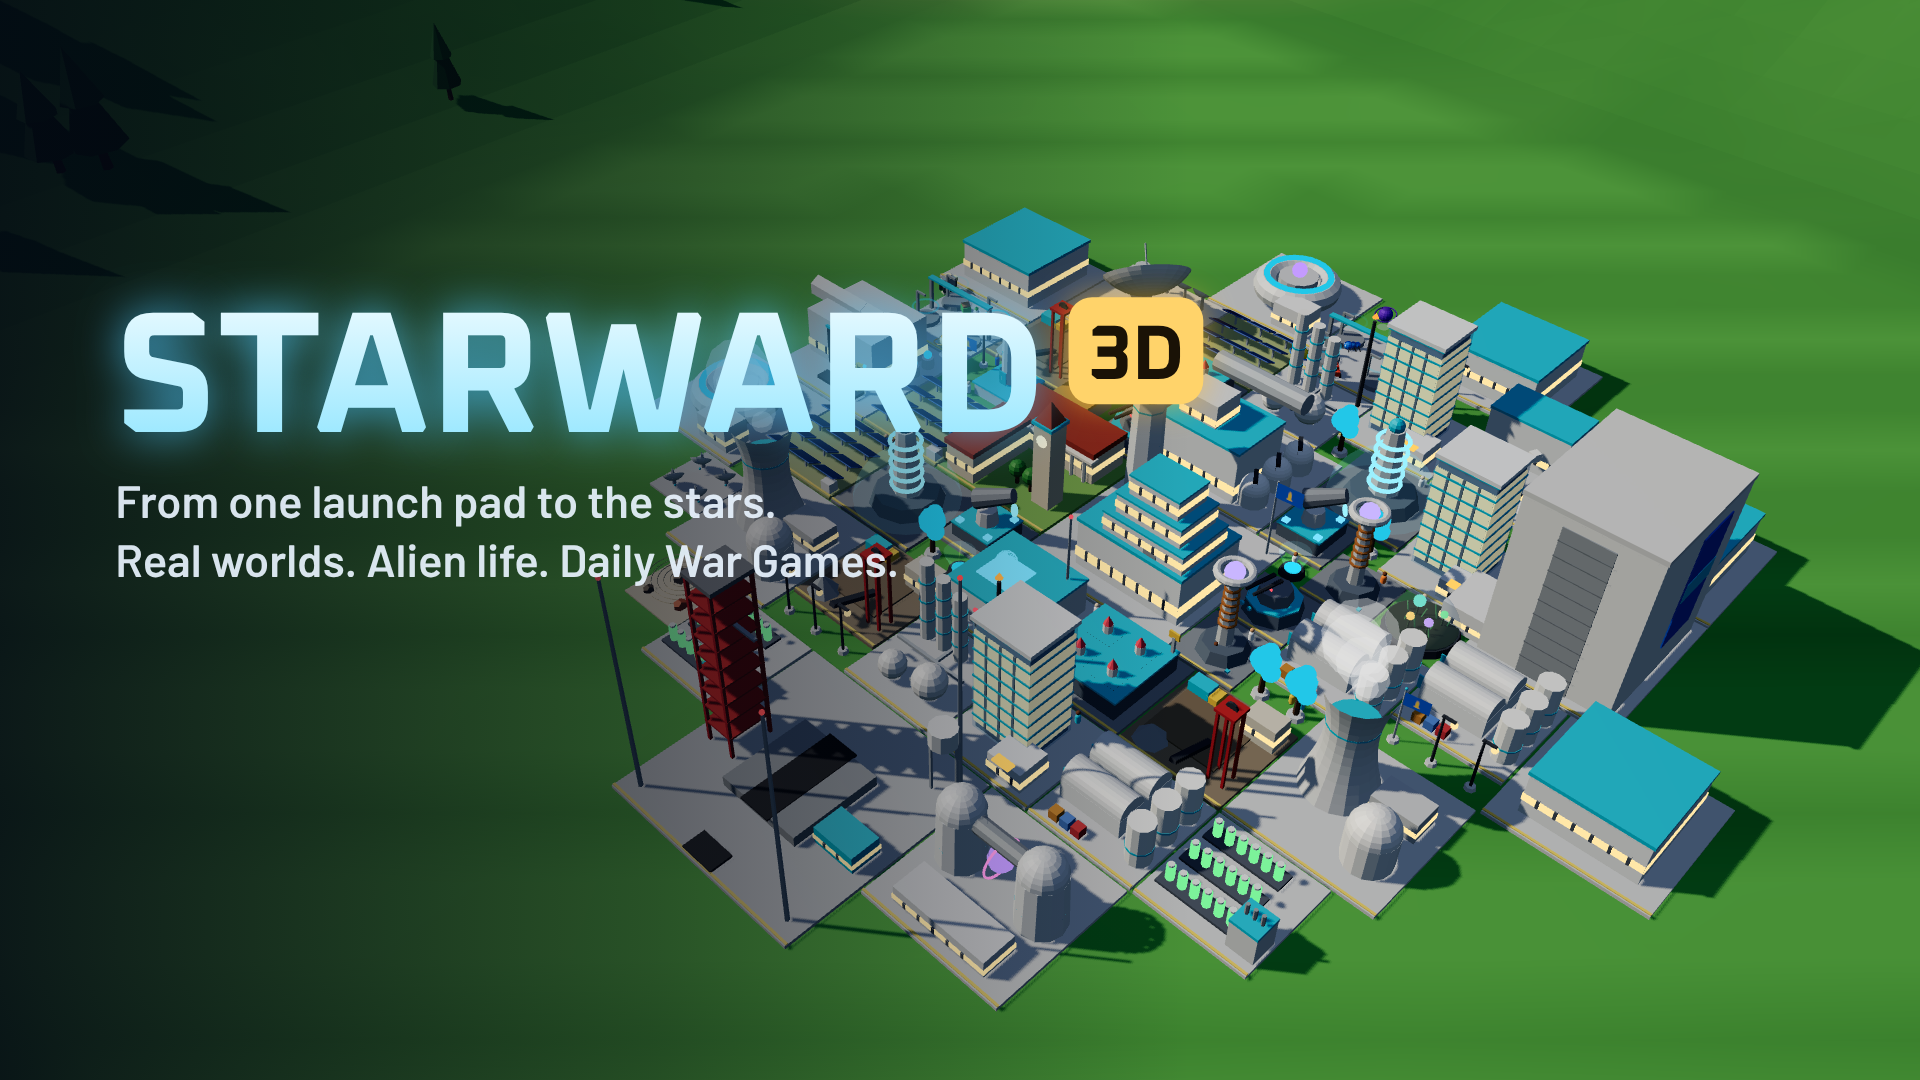 STARWARD 3D
From one launch pad to the stars.
Real worlds. Alien life. Daily War Games.